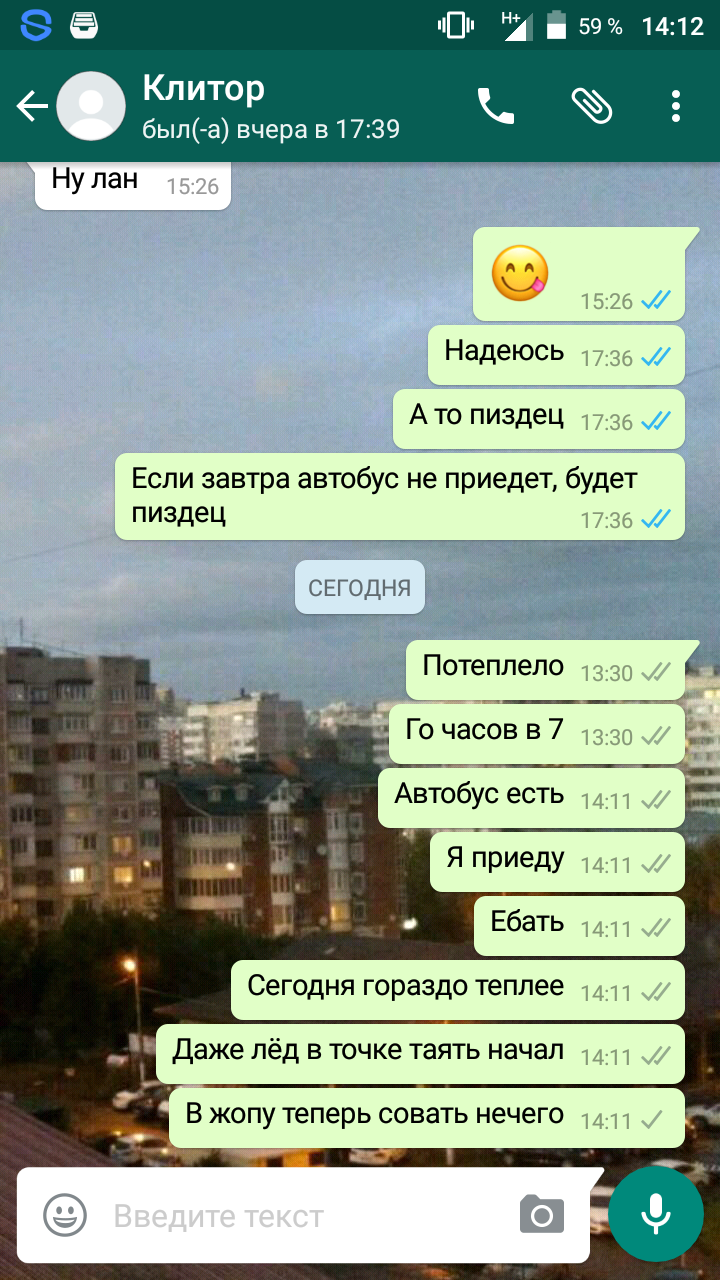 H+ 59 % 14:12
Клитор
был(-а) вчера в 17:39
Ну лан 15:26
15:26
Надеюсь 17:36
А то пиздец 17:36
Если завтра автобус не приедет, будет
пиздец 17:36
СЕГОДНЯ
Потеплело 13:30
Го часов в 7 13:30
Автобус есть 14:11
Я приеду 14:11
Ебать 14:11
Сегодня гораздо теплее 14:11
Даже лёд в точке таять начал 14:11
В жопу теперь совать нечего 14:11
Введите текст